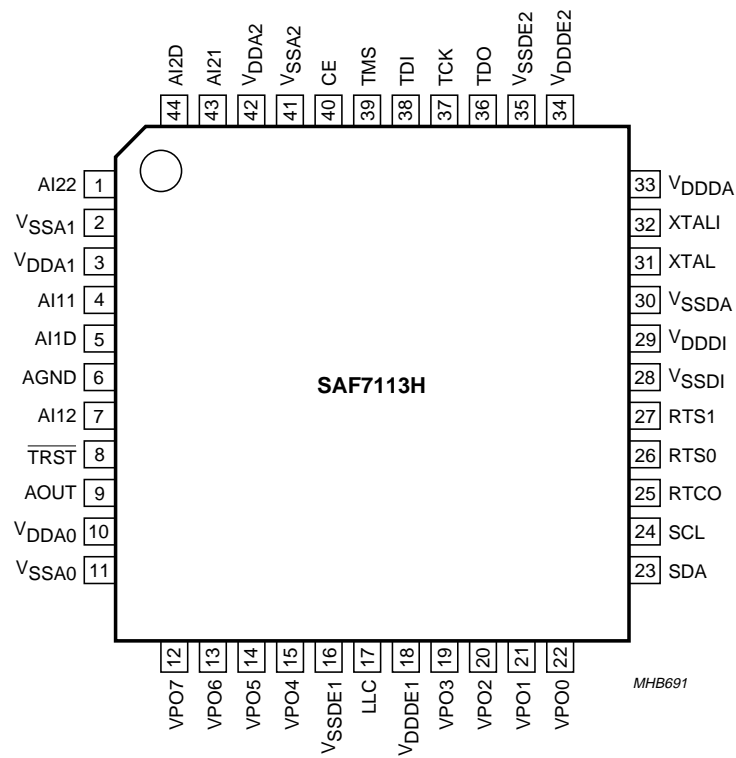 AI2D
AI21
VDDA2
VSSA2
CE
TMS
TDI
TCK
TDO
VSSDE2
VDDDE2
44
43
42
41
40
39
38
37
36
35
34
AI22 1
VSSA1 2
VDDA1 3
AI11 4
AI1D 5
AGND 6
AI12 7
TRST 8
AOUT 9
VDDA0 10
VSSA0 11
SAF7113H
33 VDDDA
32 XTALI
31 XTAL
30 VSSDA
29 VDDDI
28 VSSDI
27 RTS1
26 RTS0
25 RTCO
24 SCL
23 SDA
12
13
14
15
16
17
18
19
20
21
22
VPO7
VPO6
VPO5
VPO4
VSSDE1
LLC
VDDDE1
VPO3
VPO2
VPO1
VPO0
MHB691